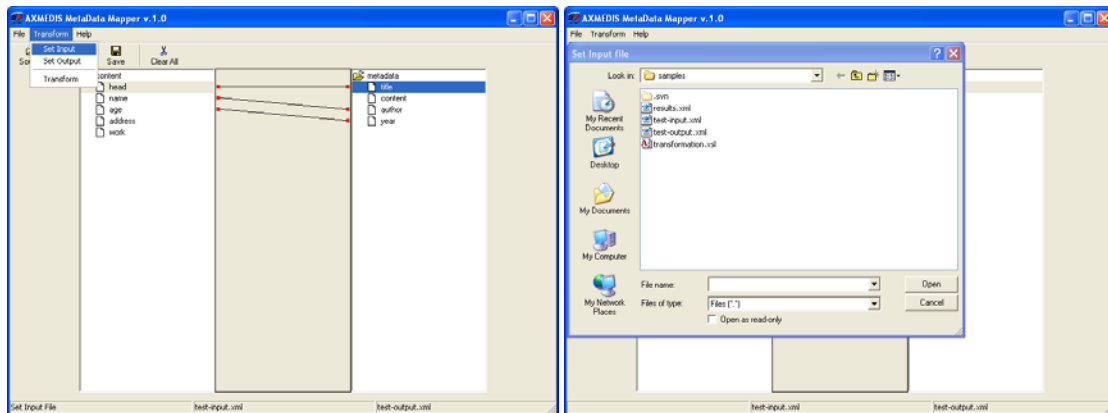 AXMEDIS MetaData Mapper v.1.0
File Transform Help
Set Input
Set Output
Transform
Save
Clear All
content
head
name
age
address
work
metadata
title
content
author
year
Set Input File
test-input.xml
test-output.xml
AXMEDIS MetaData Mapper v.1.0
File Transform Help
Set Input file
Look in:
samples
My Recent Documents
Desktop
My Documents
My Computer
My Network Places
.svn
results.xml
test-input.xml
test-output.xml
transformation.xsl
File name:
Open
Files of type:
Files (*.*)
Cancel
Open as read-only
test-input.xml
test-output.xml